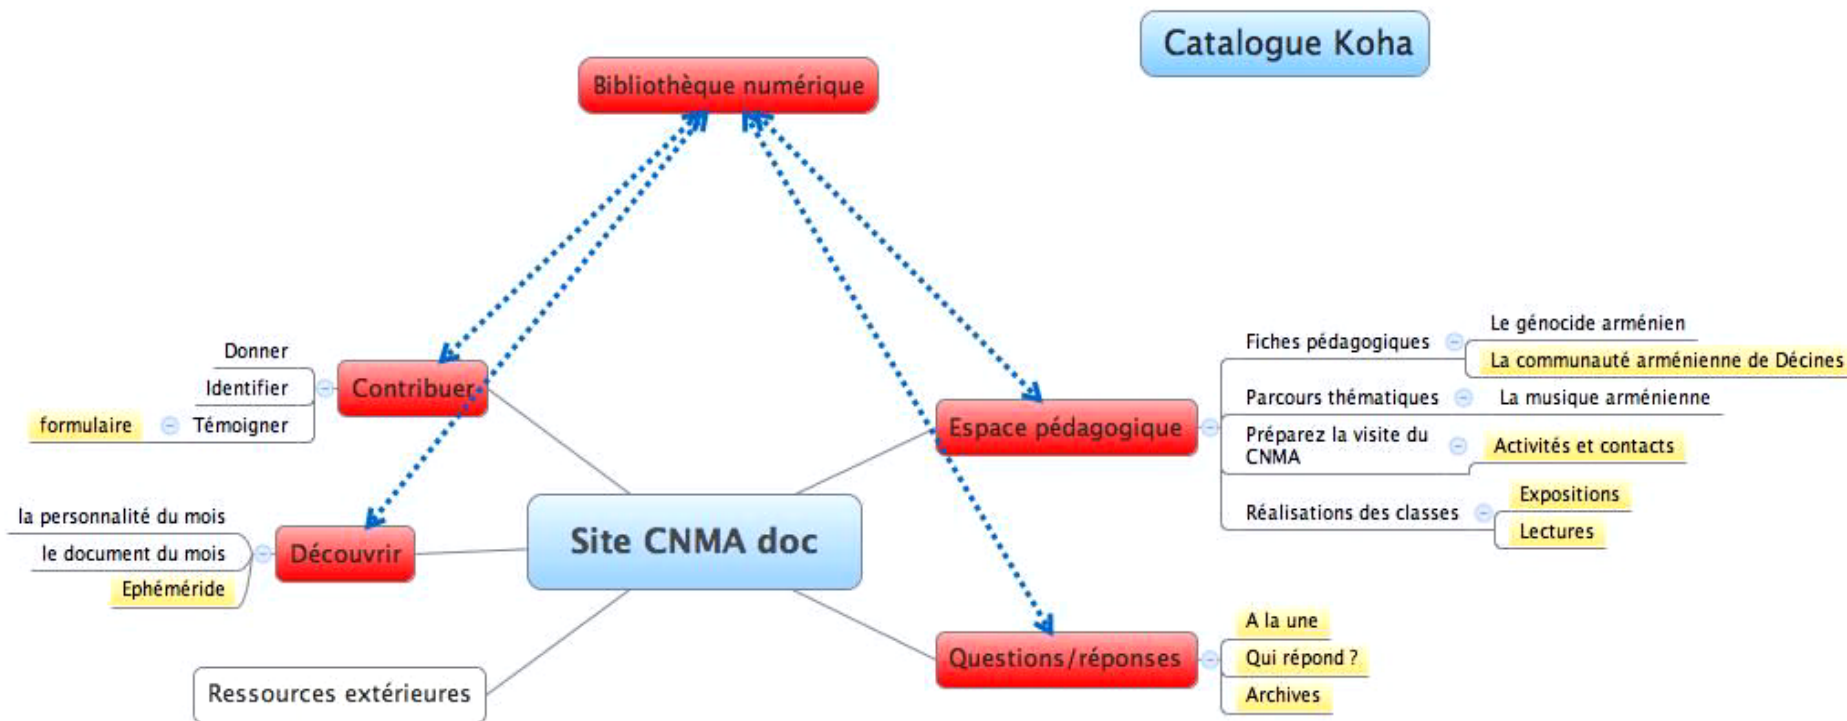 Catalogue Koha
Bibliothèque numérique
Donner
Identifier
formulaire
Témoigner
Contribuer
la personnalité du mois
le document du mois
Ephéméride
Découvrir
Site CNMA doc
Ressources extérieures
Espace pédagogique
Fiches pédagogiques
Le génocide arménien
La communauté arménienne de Décines
Parcours thématiques
La musique arménienne
Préparez la visite du
CNMA
Activités et contacts
Réalisations des classes
Expositions
Lectures
Questions/réponses
A la une
Qui répond ?
Archives